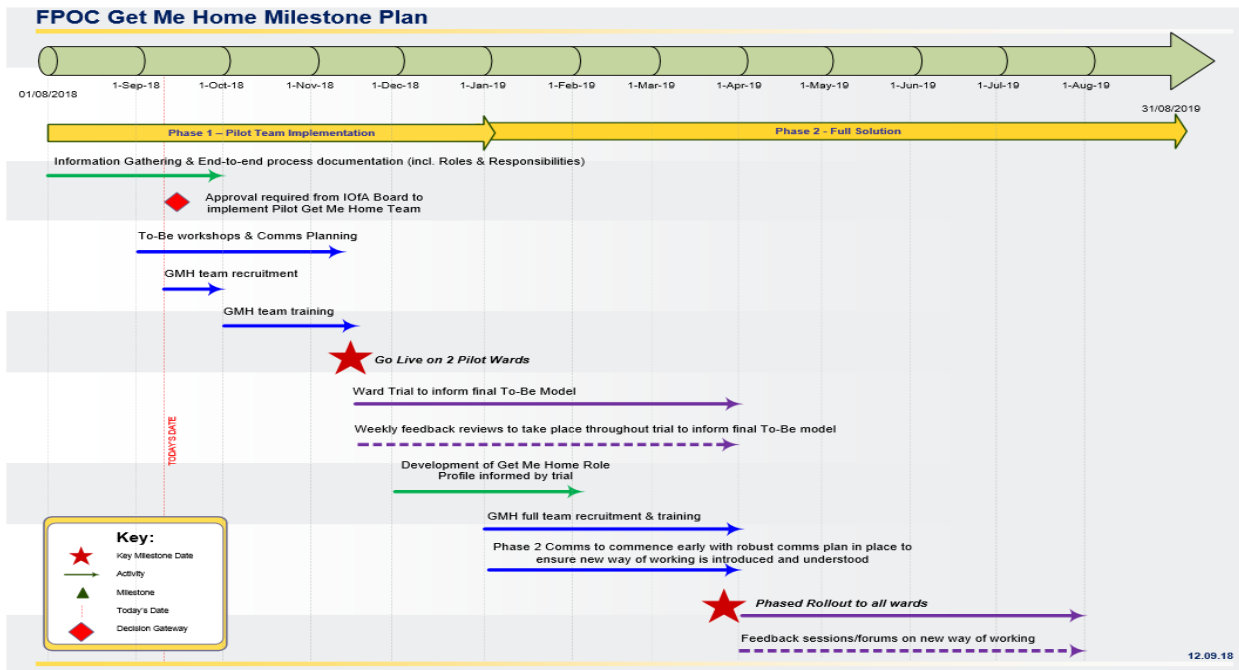 FPOC Get Me Home Milestone Plan
01/08/2018
1-Sep-18
1-Oct-18
1-Nov-18
1-Dec-18
1-Jan-19
1-Feb-19
1-Mar-19
1-Apr-19
1-May-19
1-Jun-19
1-Jul-19
1-Aug-19
31/08/2019
Phase 1 – Pilot Team Implementation
Phase 2 - Full Solution
Information Gathering & End-to-end process documentation (incl. Roles & Responsibilities)
Approval required from IOfA Board to
implement Pilot Get Me Home Team
To-Be workshops & Comms Planning
GMH team recruitment
GMH team training
Go Live on 2 Pilot Wards
Ward Trial to inform final To-Be Model
TODAY'S DATE
Weekly feedback reviews to take place throughout trial to inform final To-Be model
Development of Get Me Home Role
Profile informed by trial
GMH full team recruitment & training
Phase 2 Comms to commence early with robust comms plan in place to
ensure new way of working is introduced and understood
Phased Rollout to all wards
Feedback sessions/forums on new way of working
Key:
Key Milestone Date
Activity
Milestone
Today's Date
Decision Gateway
12.09.18